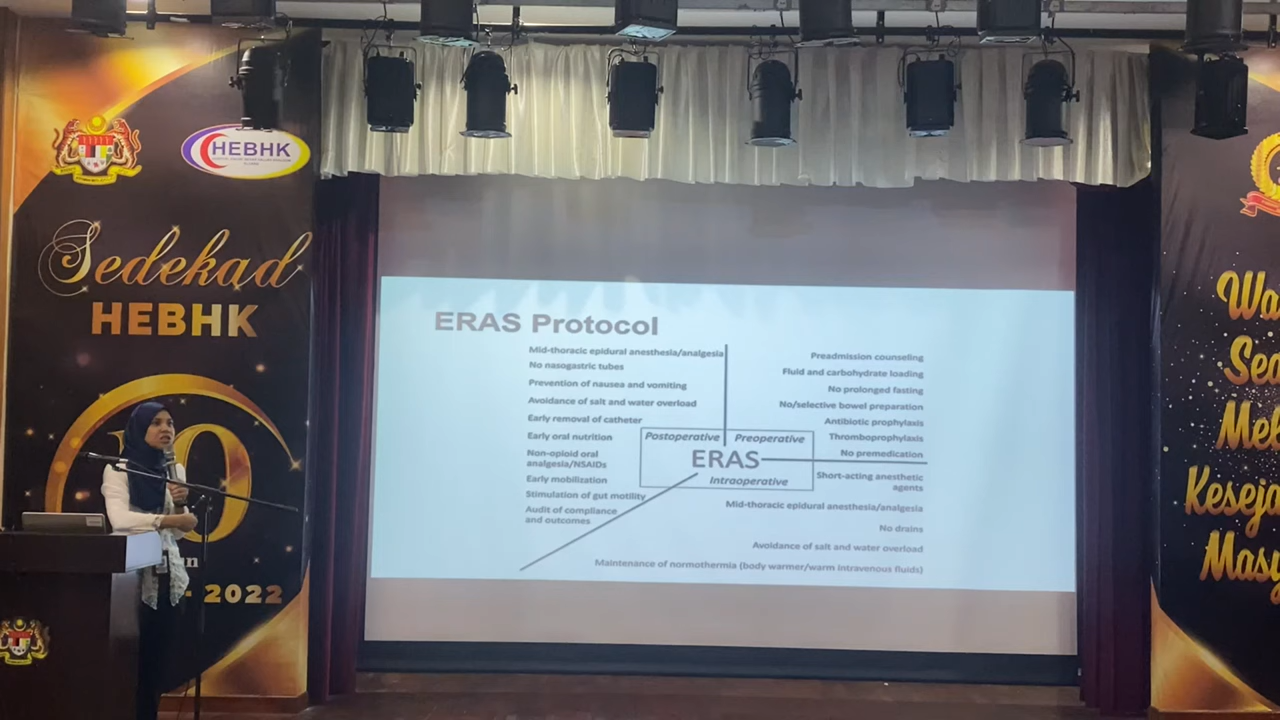 HEBHK
Sedekad
HEBHK
10
- 2022
ERAS Protocol
Mid-thoracic epidural anesthesia/analgesia
No nasogastric tubes
Prevention of nausea and vomiting
Avoidance of salt and water overload
Early removal of catheter
Early oral nutrition
Non-opioid oral
analgesia/NSAIDs
Early mobilization
Stimulation of gut motility
Audit of compliance
and outcomes
Postoperative
Preoperative
ERAS
Intraoperative
Preadmission counseling
Fluid and carbohydrate loading
No prolonged fasting
No/selective bowel preparation
Antibiotic prophylaxis
Thromboprophylaxis
No premedication
Short-acting anesthetic
agents
Mid-thoracic epidural anesthesia/analgesia
No drains
Avoidance of salt and water overload
Maintenance of normothermia (body warmer/warm intravenous fluids)
Wa
Sed
Mek
Keseja
Masy